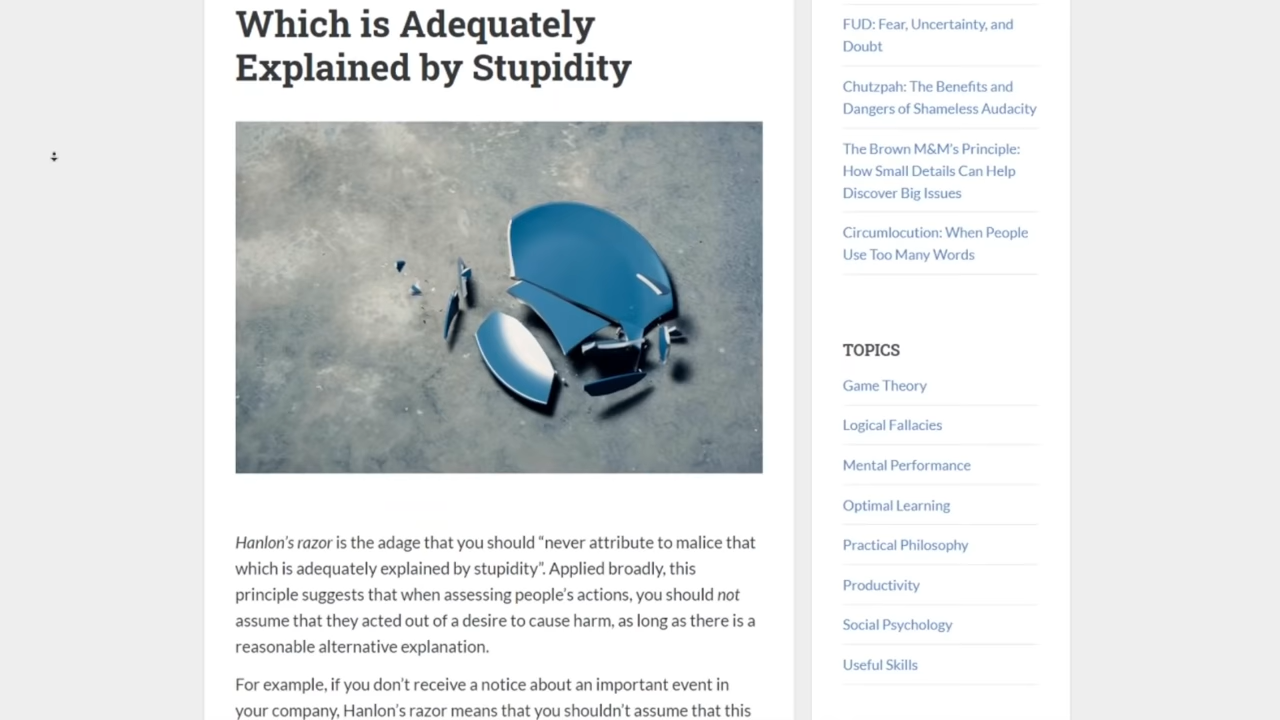 Which is Adequately
Explained by Stupidity
Hanlon’s razor is the adage that you should “never attribute to malice that
which is adequately explained by stupidity”. Applied broadly, this
principle suggests that when assessing people’s actions, you should not
assume that they acted out of a desire to cause harm, as long as there is a
reasonable alternative explanation.
For example, if you don’t receive a notice about an important event in
your company, Hanlon’s razor means that you shouldn’t assume that this
FUD: Fear, Uncertainty, and
Doubt
Chutzpah: The Benefits and
Dangers of Shameless Audacity
The Brown M&M’s Principle:
How Small Details Can Help
Discover Big Issues
Circumlocution: When People
Use Too Many Words
TOPICS
Game Theory
Logical Fallacies
Mental Performance
Optimal Learning
Practical Philosophy
Productivity
Social Psychology
Useful Skills